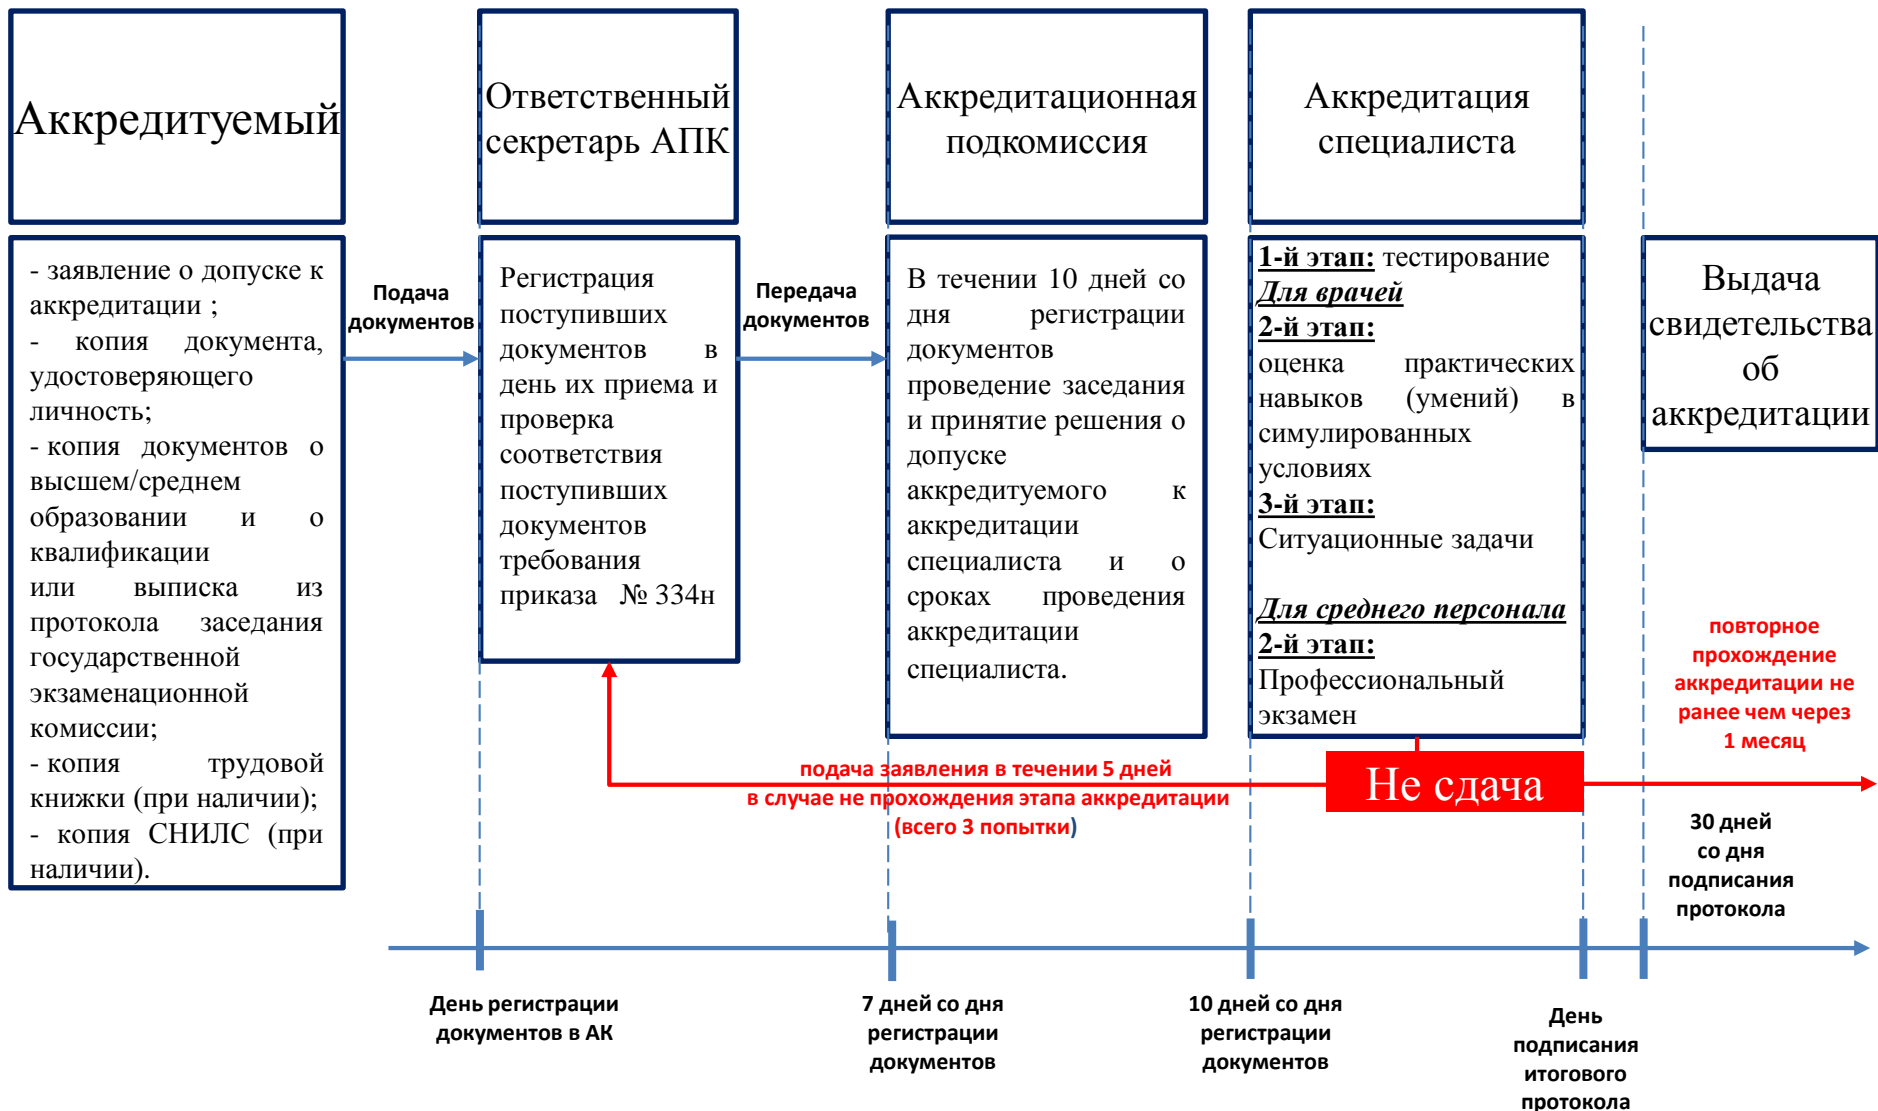 Аккредитуемый
Ответственный
секретарь АПК
Аккредитационная
подкомиссия
Аккредитация
специалиста
- заявление о допуске к
аккредитации ;
- копия документа,
удостоверяющего
личность;
- копия документов о
высшем/среднем
образовании и о
квалификации
или выписка из
протокола заседания
государственной
экзаменационной
комиссии;
- копия трудовой
книжки (при наличии);
- копия СНИЛС (при
наличии).
Подача
документов
Регистрация
поступивших
документов в
день их приема и
проверка
соответствия
поступивших
документов
требования
приказа № 334н
Передача
документов
В течении 10 дней со
дня регистрации
документов
проведение заседания
и принятие решения о
допуске
аккредитуемого к
аккредитации
специалиста и о
сроках проведения
аккредитации
специалиста.
1-й этап: тестирование
Для врачей
2-й этап:
оценка практических
навыков (умений) в
симулированных
условиях
3-й этап:
Ситуационные задачи
Для среднего персонала
2-й этап:
Профессиональный
экзамен
Выдача
свидетельства
об
аккредитации
повторное
прохождение
аккредитации не
ранее чем через
1 месяц
подача заявления в течении 5 дней
в случае не прохождения этапа аккредитации
(всего 3 попытки)
Не сдача
30 дней
со дня
подписания
протокола
День регистрации
документов в АК
7 дней со дня
регистрации
документов
10 дней со дня
регистрации
документов
День
подписания
итогового
протокола